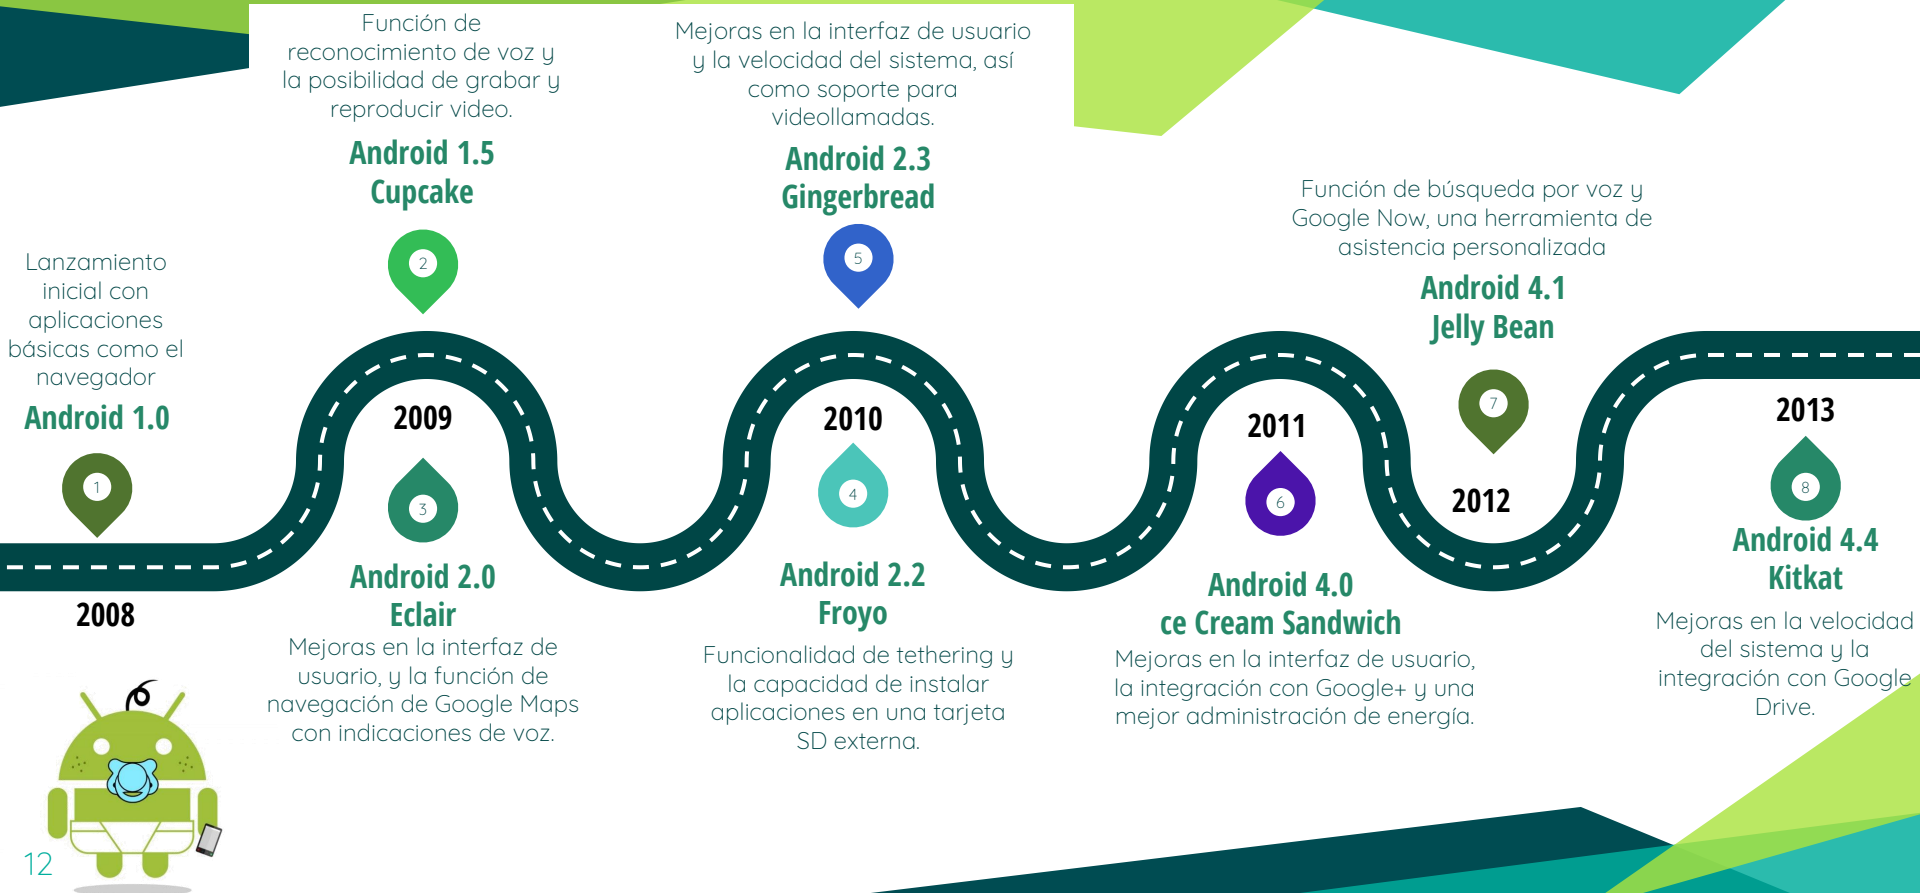 Lanzamiento
inicial con
aplicaciones
básicas como el
navegador
Android 1.0
1
2008
Función de
reconocimiento de voz y
la posibilidad de grabar y
reproducir video.
Android 1.5
Cupcake
2
2009
3
Android 2.0
Eclair
Mejoras en la interfaz de
usuario, y la función de
navegación de Google Maps
con indicaciones de voz.
Mejoras en la interfaz de usuario
y la velocidad del sistema, así
como soporte para
videollamadas.
Android 2.3
Gingerbread
5
2010
4
Android 2.2
Froyo
Funcionalidad de tethering y
la capacidad de instalar
aplicaciones en una tarjeta
SD externa.
2011
6
Android 4.0
ce Cream Sandwich
Mejoras en la interfaz de usuario,
la integración con Google+ y una
mejor administración de energía.
Función de búsqueda por voz y
Google Now, una herramienta de
asistencia personalizada
Android 4.1
Jelly Bean
7
2012
2013
8
Android 4.4
Kitkat
Mejoras en la velocidad
del sistema y la
integración con Google
Drive.
12